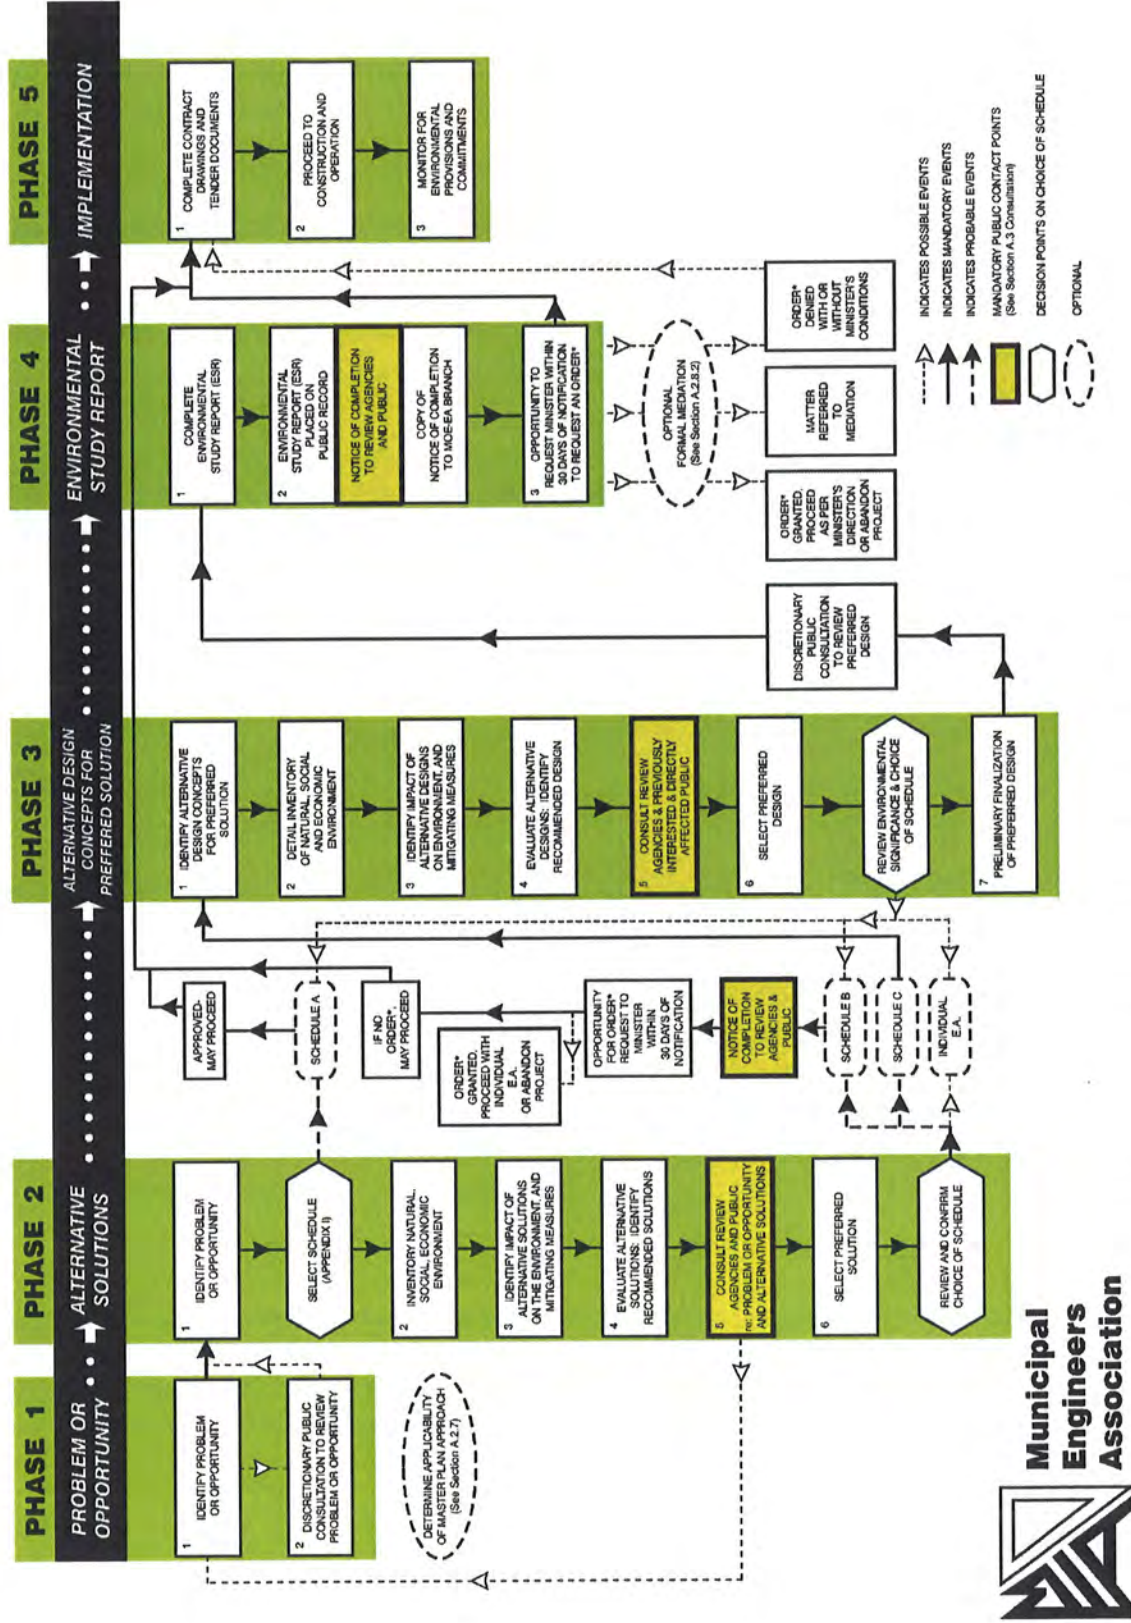 PHASE 1
PROBLEM OR
OPPORTUNITY
1
IDENTIFY PROBLEM
OR OPPORTUNITY
2
DISCRETIONARY PUBLIC
CONSULTATION TO REVIEW
PROBLEM OR OPPORTUNITY
DETERMINE APPLICABILITY
OF MASTER PLAN APPROACH
(See Section A.2.7)
PHASE 2
ALTERNATIVE
SOLUTIONS
1
IDENTIFY PROBLEM
OR OPPORTUNITY
SELECT SCHEDULE
(APPENDIX I)
2
INVENTORY NATURAL,
SOCIAL, ECONOMIC
ENVIRONMENT
3
IDENTIFY IMPACT OF
ALTERNATIVE SOLUTIONS
ON THE ENVIRONMENT, AND
MITIGATING MEASURES
4
EVALUATE ALTERNATIVE
SOLUTIONS: IDENTIFY
RECOMMENDED SOLUTIONS
5
CONSULT REVIEW
AGENCIES AND PUBLIC
re: PROBLEM OR OPPORTUNITY
AND ALTERNATIVE SOLUTIONS
6
SELECT PREFERRED
SOLUTION
REVIEW AND CONFIRM
CHOICE OF SCHEDULE
APPROVED-
MAY PROCEED
SCHEDULE A
IF NO
ORDER*,
MAY PROCEED
ORDER*
GRANTED,
PROCEED WITH
INDIVIDUAL
E.A.
OR ABANDON
PROJECT
OPPORTUNITY
FOR ORDER*
REQUEST TO
MINISTER
WITHIN
30 DAYS OF
NOTIFICATION
NOTICE OF
COMPLETION
TO REVIEW
AGENCIES &
PUBLIC
SCHEDULE B
SCHEDULE C
INDIVIDUAL
E.A.
PHASE 3
ALTERNATIVE DESIGN
CONCEPTS FOR
PREFERRED SOLUTION
1
IDENTIFY ALTERNATIVE
DESIGN CONCEPTS
FOR PREFERRED
SOLUTION
2
DETAIL INVENTORY
OF NATURAL, SOCIAL
AND ECONOMIC
ENVIRONMENT
3
IDENTIFY IMPACT OF
ALTERNATIVE DESIGNS
ON ENVIRONMENT, AND
MITIGATING MEASURES
4
EVALUATE ALTERNATIVE
DESIGNS: IDENTIFY
RECOMMENDED DESIGN
5
CONSULT REVIEW
AGENCIES & PREVIOUSLY
INTERESTED & DIRECTLY
AFFECTED PUBLIC
6
SELECT PREFERRED
DESIGN
REVIEW ENVIRONMENTAL
SIGNIFICANCE & CHOICE
OF SCHEDULE
7
PRELIMINARY FINALIZATION
OF PREFERRED DESIGN
DISCRETIONARY
PUBLIC
CONSULTATION
TO REVIEW
PREFERRED
DESIGN
PHASE 4
ENVIRONMENTAL
STUDY REPORT
1
COMPLETE
ENVIRONMENTAL
STUDY REPORT (ESR)
2
ENVIRONMENTAL
STUDY REPORT (ESR)
PLACED ON
PUBLIC RECORD
NOTICE OF COMPLETION
TO REVIEW AGENCIES
AND PUBLIC
COPY OF
NOTICE OF COMPLETION
TO MOE-EA BRANCH
3
OPPORTUNITY TO
REQUEST MINISTER WITHIN
30 DAYS OF NOTIFICATION
TO REQUEST AN ORDER*
OPTIONAL
FORMAL MEDIATION
(See Section A.2.8.2)
ORDER*
GRANTED,
PROCEED
AS PER
MINISTER'S
DIRECTION
OR ABANDON
PROJECT
MATTER
REFERRED
TO
MEDIATION
ORDER*
DENIED
WITH OR
WITHOUT
MINISTER'S
CONDITIONS
PHASE 5
IMPLEMENTATION
1
COMPLETE CONTRACT
DRAWINGS AND
TENDER DOCUMENTS
2
PROCEED TO
CONSTRUCTION AND
OPERATION
3
MONITOR FOR
ENVIRONMENTAL
PROVISIONS AND
COMMITMENTS
INDICATES POSSIBLE EVENTS
INDICATES MANDATORY EVENTS
INDICATES PROBABLE EVENTS
MANDATORY PUBLIC CONTACT POINTS
(See Section A.3 Consultation)
DECISION POINTS ON CHOICE OF SCHEDULE
OPTIONAL
Municipal
Engineers
Association